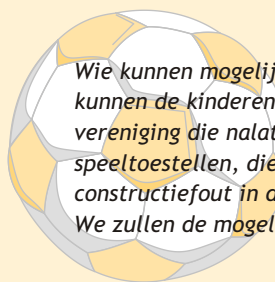 Wie kunnen mogelij
kunnen de kinderen
vereniging die nalat
speeltoestellen, die
constructiefout in d
We zullen de mogel